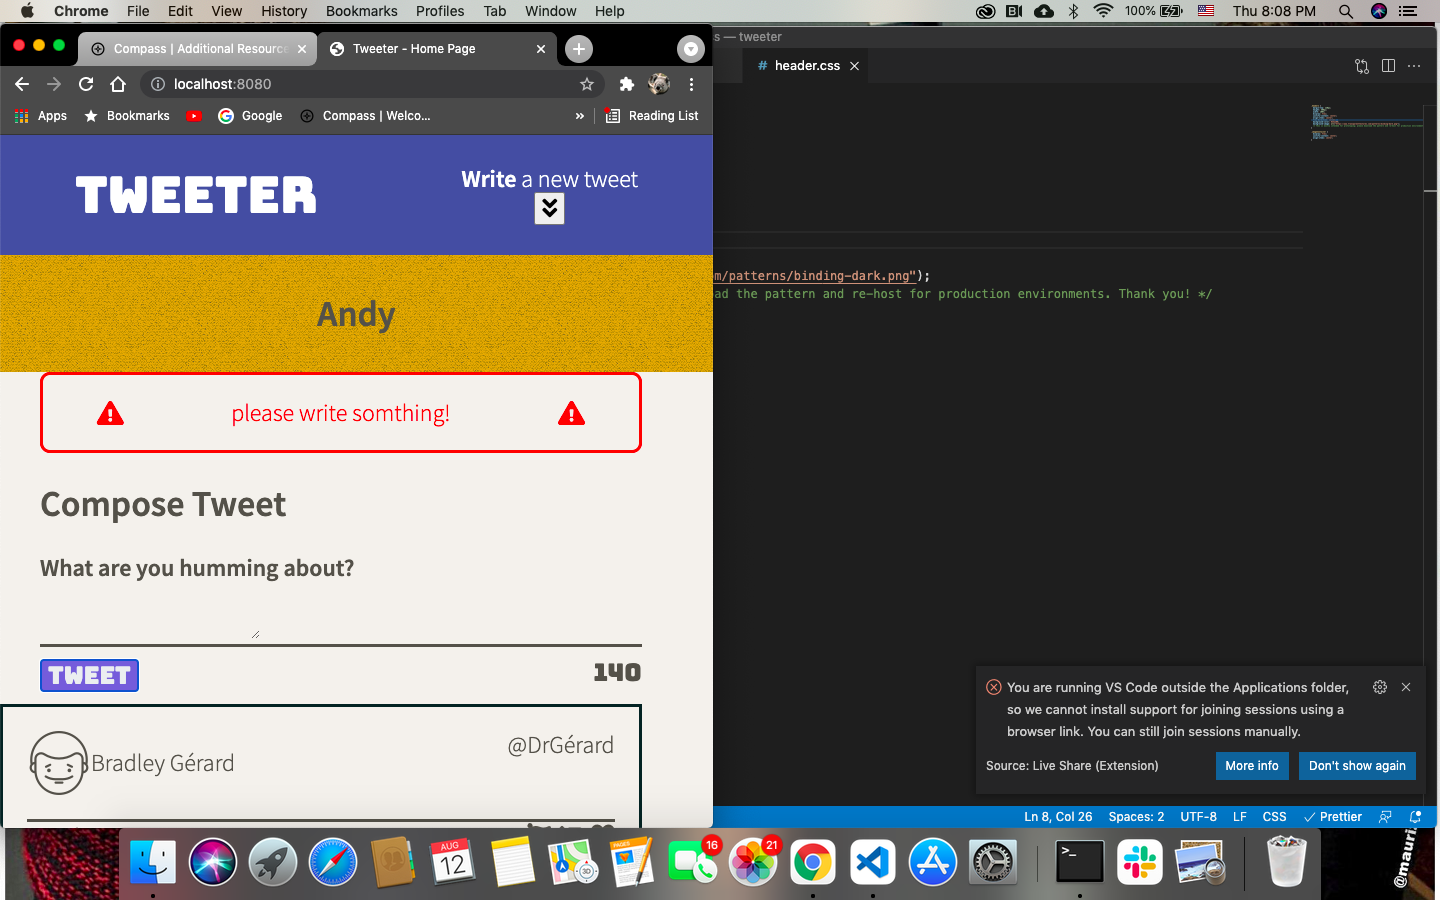 Chrome File Edit View History Bookmarks Profiles Tab Window Help 100% Thu 8:08 PM
Compass | Additional Resource Tweeter - Home Page
s — tweeter
# header.css
localhost:8080
Apps Bookmarks Google Compass | Welco... » Reading List
TWEETER
Write a new tweet
m/patterns/binding-dark.png");
ad the pattern and re-host for production environments. Thank you! */
Andy
please write somthing!
Compose Tweet
What are you humming about?
TWEET 140
Bradley Gérard @DrGérard
You are running VS Code outside the Applications folder,
so we cannot install support for joining sessions using a
browser link. You can still join sessions manually.
Source: Live Share (Extension) More info Don't show again
Ln 8, Col 26 Spaces: 2 UTF-8 LF CSS Prettier
AUG
12
3D
PAGES
16
21
>_
@mauri